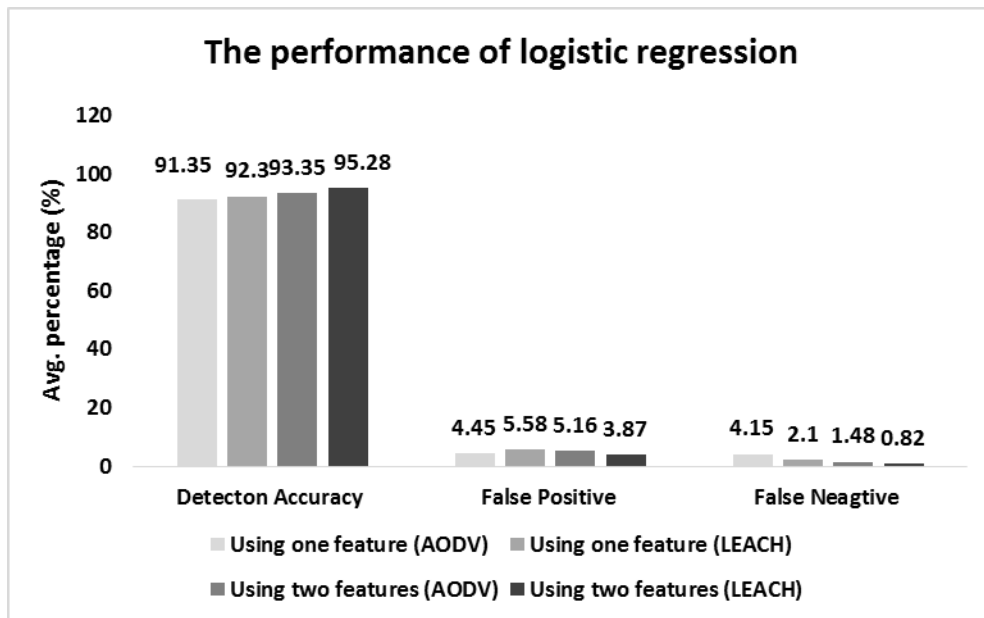 The performance of logistic regression
Avg. percentage (%)
120
100
80
60
40
20
0
91.35 92.3 93.35 95.28
4.45 5.58 5.16 3.87
4.15 2.1 1.48 0.82
Detecton Accuracy False Positive False Neagtive
Using one feature (AODV) Using one feature (LEACH)
Using two features (AODV) Using two features (LEACH)